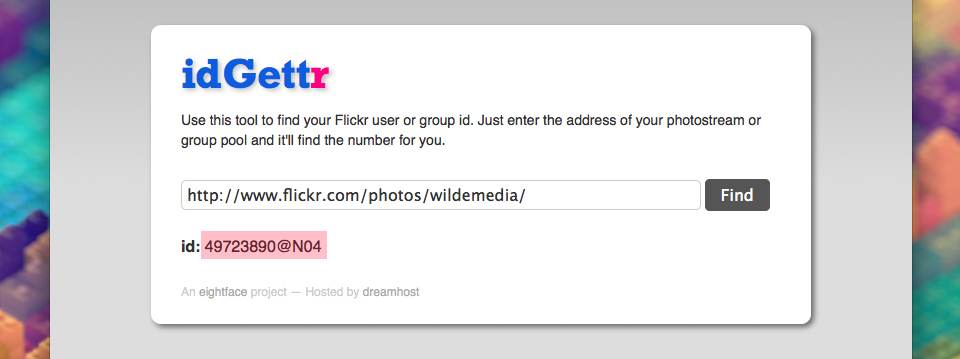 idGettr
Use this tool to find your Flickr user or group id. Just enter the address of your photostream or
group pool and it'll find the number for you.
http://www.flickr.com/photos/wildemedia/ Find
id: 49723890@N04
An eightface project — Hosted by dreamhost